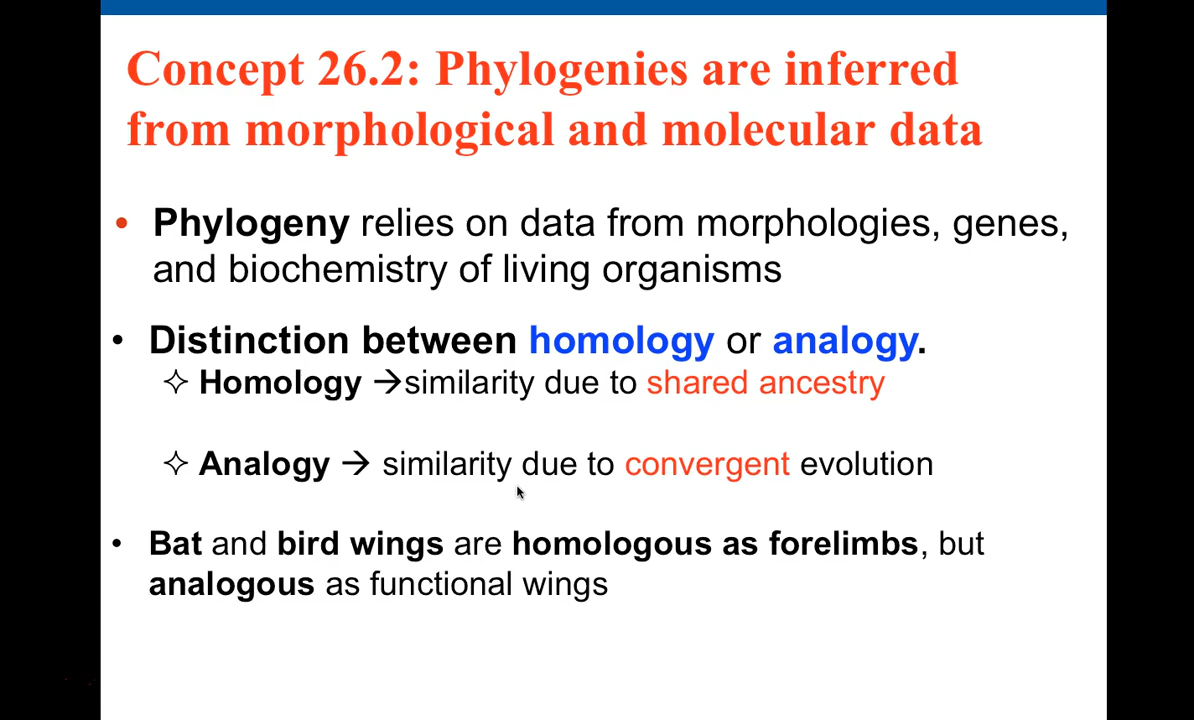 Concept 26.2: Phylogenies are inferred
from morphological and molecular data
• Phylogeny relies on data from morphologies, genes,
and biochemistry of living organisms
• Distinction between homology or analogy.
✧ Homology →similarity due to shared ancestry
✧ Analogy → similarity due to convergent evolution
• Bat and bird wings are homologous as forelimbs, but
analogous as functional wings